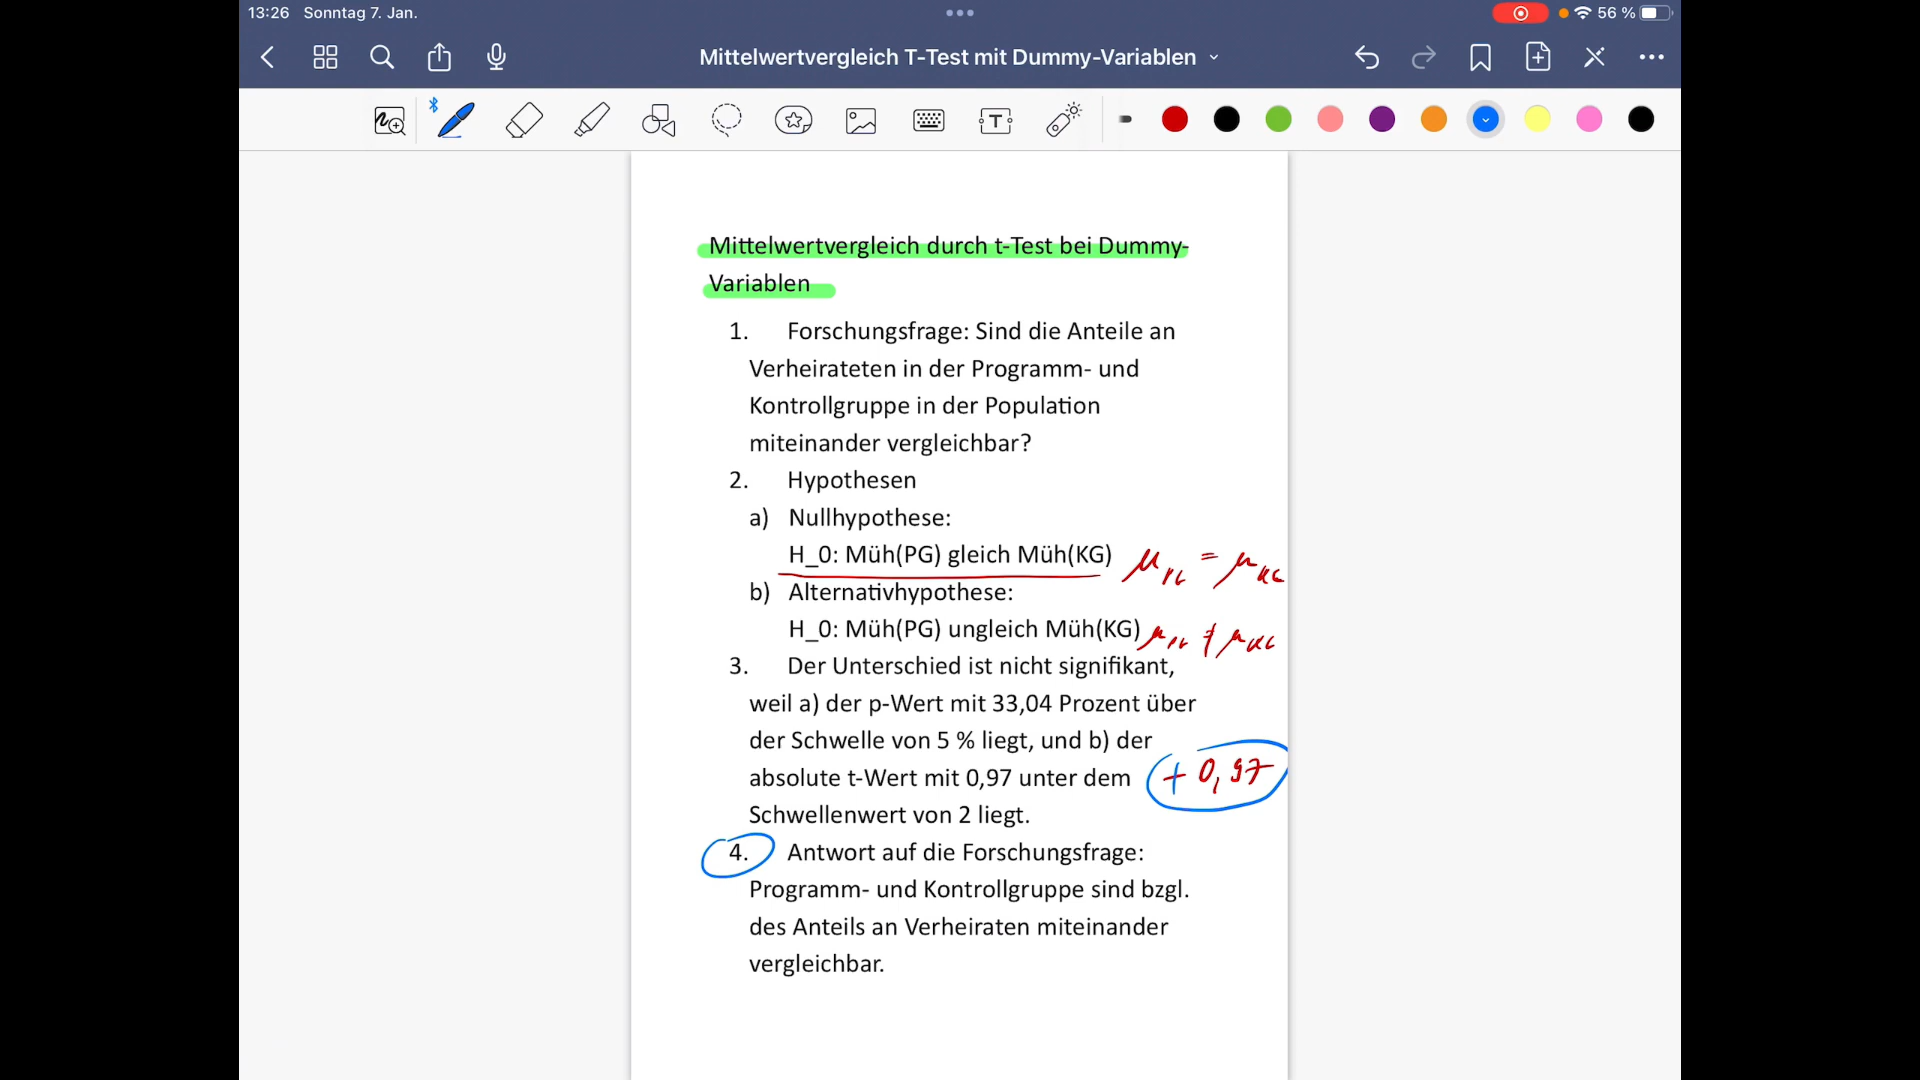 13:26 Sonntag 7. Jan.
56 %
Mittelwertvergleich T-Test mit Dummy-Variablen
Mittelwertvergleich durch t-Test bei Dummy-
Variablen
1. Forschungsfrage: Sind die Anteile an
Verheirateten in der Programm- und
Kontrollgruppe in der Population
miteinander vergleichbar?
2. Hypothesen
a) Nullhypothese:
H_0: Müh(PG) gleich Müh(KG) μ_PG = μ_KG
b) Alternativhypothese:
H_0: Müh(PG) ungleich Müh(KG) μ_PG ≠ μ_KG
3. Der Unterschied ist nicht signifikant,
weil a) der p-Wert mit 33,04 Prozent über
der Schwelle von 5 % liegt, und b) der
absolute t-Wert mit 0,97 unter dem + 0,97
Schwellenwert von 2 liegt.
4. Antwort auf die Forschungsfrage:
Programm- und Kontrollgruppe sind bzgl.
des Anteils an Verheiraten miteinander
vergleichbar.